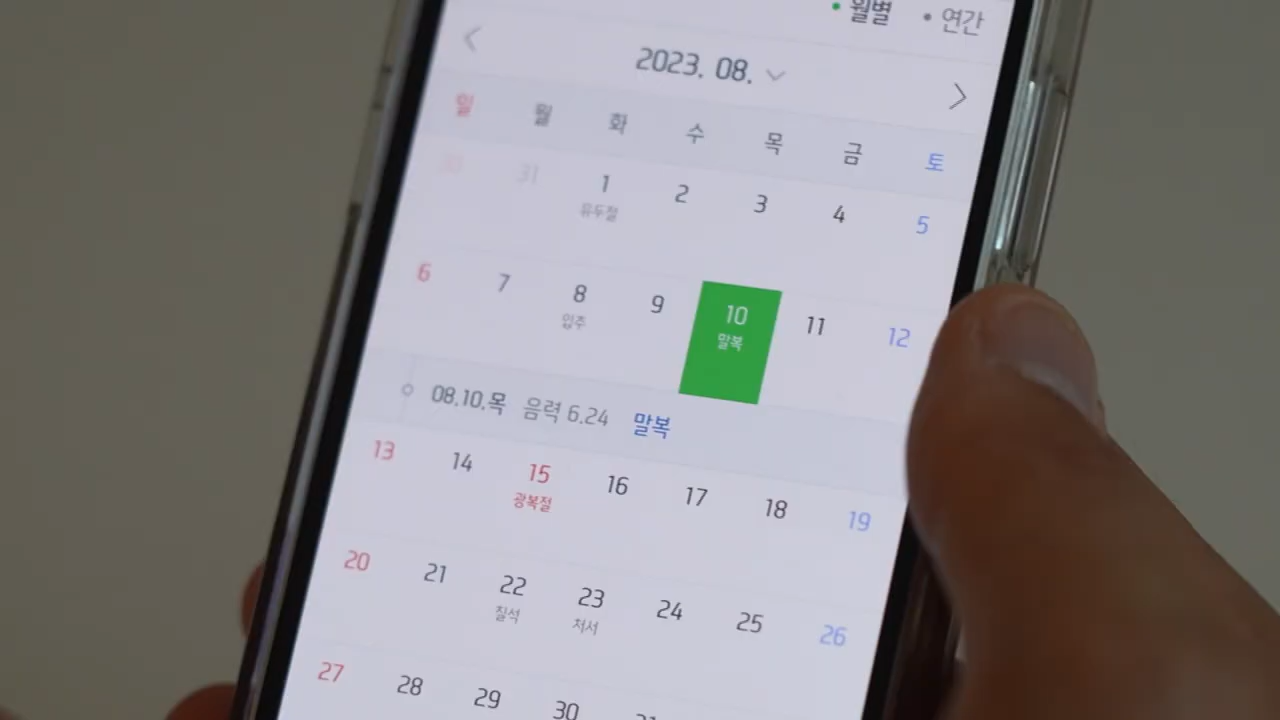 월별 연간
2023. 08.
일 월 화 수 목 금 토
30 31 1 2 3 4 5
유두절
6 7 8 9 10 11 12
입추 말복
08.10.목 음력 6.24 말복
13 14 15 16 17 18 19
광복절
20 21 22 23 24 25 26
칠석 처서
27 28 29 30 31